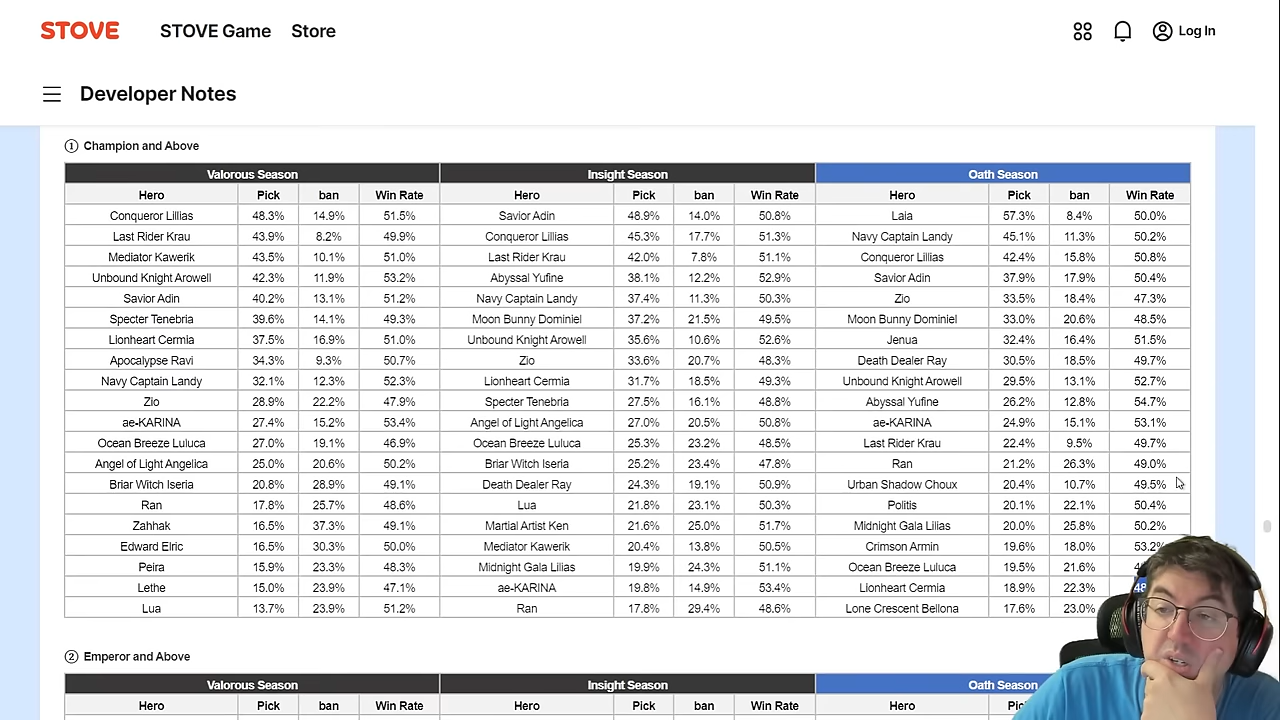 STOVE STOVE Game Store Log In
Developer Notes
① Champion and Above
Valorous Season Insight Season Oath Season
Hero Pick ban Win Rate Hero Pick ban Win Rate Hero Pick ban Win Rate
Conqueror Lillias 48.3% 14.9% 51.5% Savior Adin 48.9% 14.0% 50.8% Laia 57.3% 8.4% 50.0%
Last Rider Krau 43.9% 8.2% 49.9% Conqueror Lillias 45.3% 17.7% 51.3% Navy Captain Landy 45.1% 11.3% 50.2%
Mediator Kawerik 43.5% 10.1% 51.0% Last Rider Krau 42.0% 7.8% 51.1% Conqueror Lillias 42.4% 15.8% 50.8%
Unbound Knight Arowell 42.3% 11.9% 53.2% Abyssal Yufine 38.1% 12.2% 52.9% Savior Adin 37.9% 17.9% 50.4%
Savior Adin 40.2% 13.1% 51.2% Navy Captain Landy 37.4% 11.3% 50.3% Zio 33.5% 18.4% 47.3%
Specter Tenebria 39.6% 14.1% 49.3% Moon Bunny Dominiel 37.2% 21.5% 49.5% Moon Bunny Dominiel 33.0% 20.6% 48.5%
Lionheart Cermia 37.5% 16.9% 51.0% Unbound Knight Arowell 35.6% 10.6% 52.6% Jenua 32.4% 16.4% 51.5%
Apocalypse Ravi 34.3% 9.3% 50.7% Zio 33.6% 20.7% 48.3% Death Dealer Ray 30.5% 18.5% 49.7%
Navy Captain Landy 32.1% 12.3% 52.3% Lionheart Cermia 31.7% 18.5% 49.3% Unbound Knight Arowell 29.5% 13.1% 52.7%
Zio 28.9% 22.2% 47.9% Specter Tenebria 27.5% 16.1% 48.8% Abyssal Yufine 26.2% 12.8% 54.7%
ae-KARINA 27.4% 15.2% 53.4% Angel of Light Angelica 27.0% 20.5% 50.8% ae-KARINA 24.9% 15.1% 53.1%
Ocean Breeze Luluca 27.0% 19.1% 46.9% Ocean Breeze Luluca 25.3% 23.2% 48.5% Last Rider Krau 22.4% 9.5% 49.7%
Angel of Light Angelica 25.0% 20.6% 50.2% Briar Witch Iseria 25.2% 23.4% 47.8% Ran 21.2% 26.3% 49.0%
Briar Witch Iseria 20.8% 28.9% 49.1% Death Dealer Ray 24.3% 19.1% 50.9% Urban Shadow Choux 20.4% 10.7% 49.5%
Ran 17.8% 25.7% 48.6% Lua 21.8% 23.1% 50.3% Politis 20.1% 22.1% 50.4%
Zahhak 16.5% 37.3% 49.1% Martial Artist Ken 21.6% 25.0% 51.7% Midnight Gala Lilias 20.0% 25.8% 50.2%
Edward Elric 16.5% 30.3% 50.0% Mediator Kawerik 20.4% 13.8% 50.5% Crimson Armin 19.6% 18.0% 53.2%
Peira 15.9% 23.3% 48.3% Midnight Gala Lilias 19.9% 24.3% 51.1% Ocean Breeze Luluca 19.5% 21.6%
Lethe 15.0% 23.9% 47.1% ae-KARINA 19.8% 14.9% 53.4% Lionheart Cermia 18.9% 22.3%
Lua 13.7% 23.9% 51.2% Ran 17.8% 29.4% 48.6% Lone Crescent Bellona 17.6% 23.0%
② Emperor and Above
Valorous Season Insight Season Oath Season
Hero Pick ban Win Rate Hero Pick ban Win Rate Hero